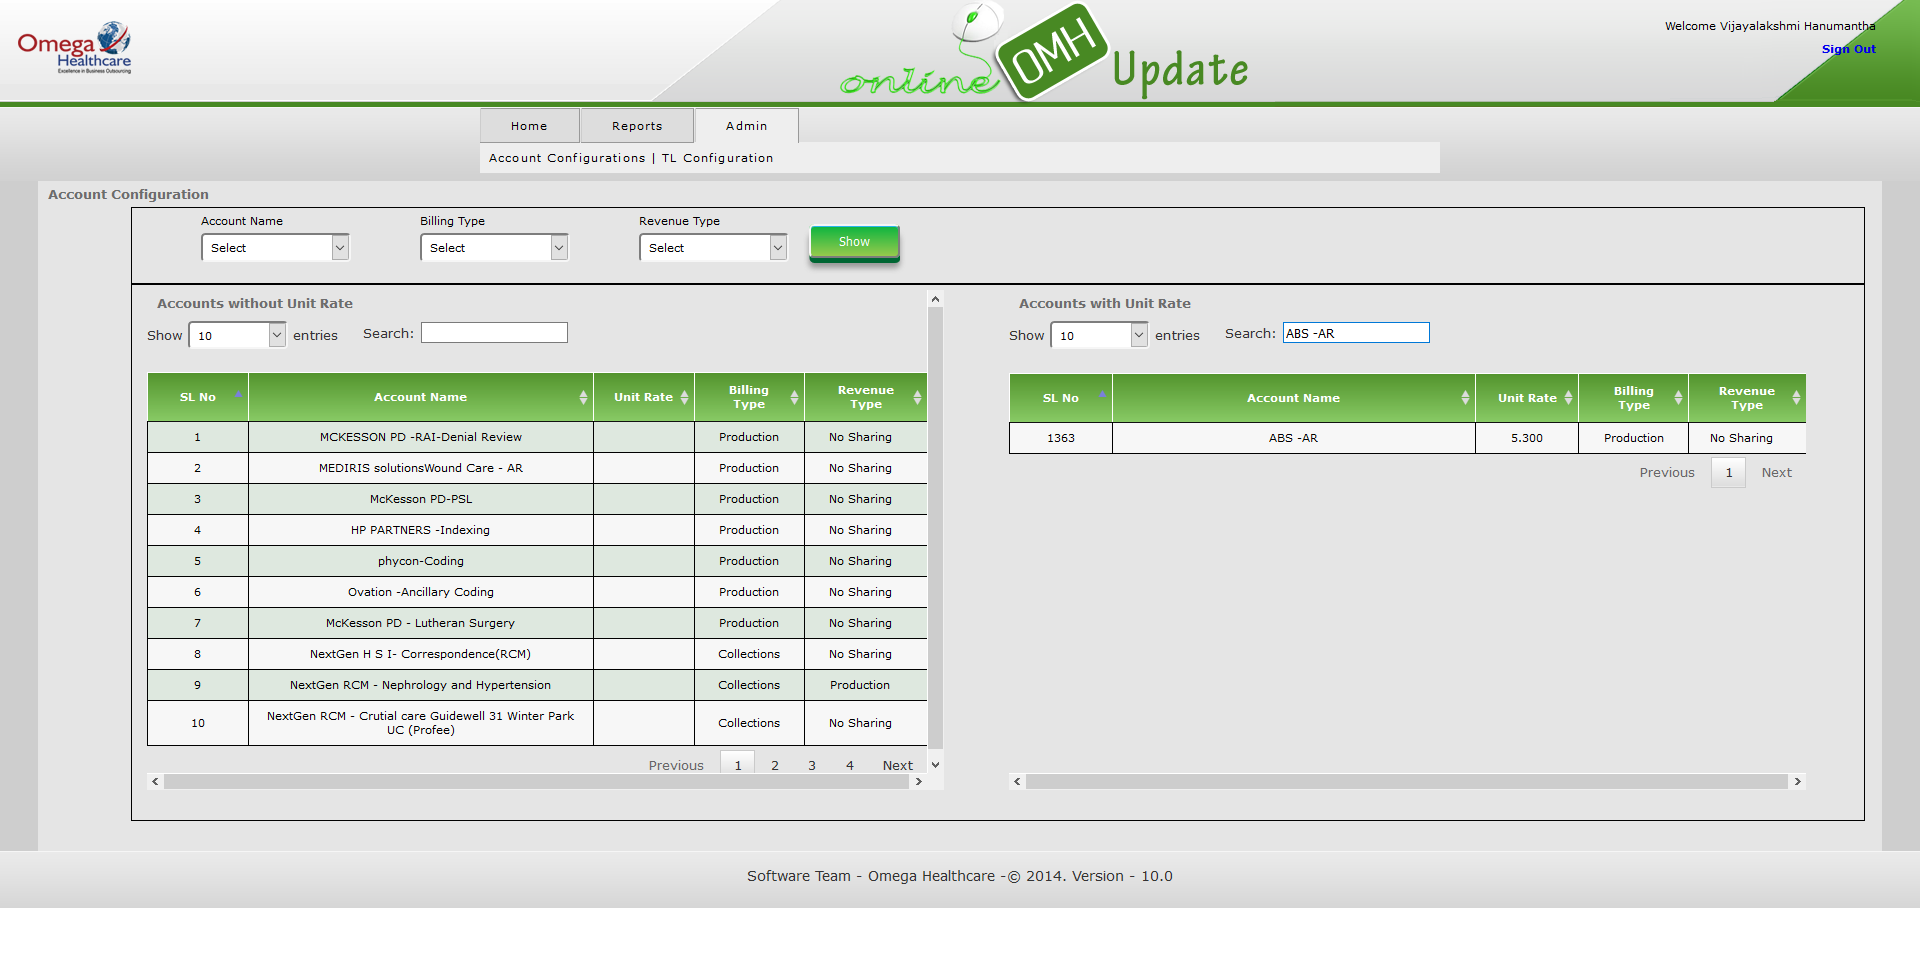 Omega
Healthcare
Excellence in Business Outsourcing
online OMH Update
Welcome Vijayalakshmi Hanumantha
Sign Out
Home Reports Admin
Account Configurations | TL Configuration
Account Configuration
Account Name Billing Type Revenue Type
Select Select Select Show
Accounts without Unit Rate
Show 10 entries Search:
SL No Account Name Unit Rate Billing Type Revenue Type
1 MCKESSON PD -RAI-Denial Review Production No Sharing
2 MEDIRIS solutionsWound Care - AR Production No Sharing
3 McKesson PD-PSL Production No Sharing
4 HP PARTNERS -Indexing Production No Sharing
5 phycon-Coding Production No Sharing
6 Ovation -Ancillary Coding Production No Sharing
7 McKesson PD - Lutheran Surgery Production No Sharing
8 NextGen H S I- Correspondence(RCM) Collections No Sharing
9 NextGen RCM - Nephrology and Hypertension Collections Production
10 NextGen RCM - Crutial care Guidewell 31 Winter Park UC (Profee) Collections No Sharing
Previous 1 2 3 4 Next
Accounts with Unit Rate
Show 10 entries Search: ABS -AR
SL No Account Name Unit Rate Billing Type Revenue Type
1363 ABS -AR 5.300 Production No Sharing
Previous 1 Next
Software Team - Omega Healthcare -© 2014. Version - 10.0